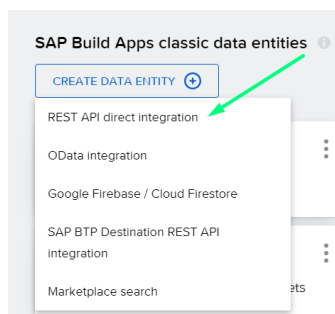 SAP Build Apps classic data entities
CREATE DATA ENTITY
REST API direct integration
OData integration
Google Firebase / Cloud Firestore
SAP BTP Destination REST API
integration
Marketplace search
ets